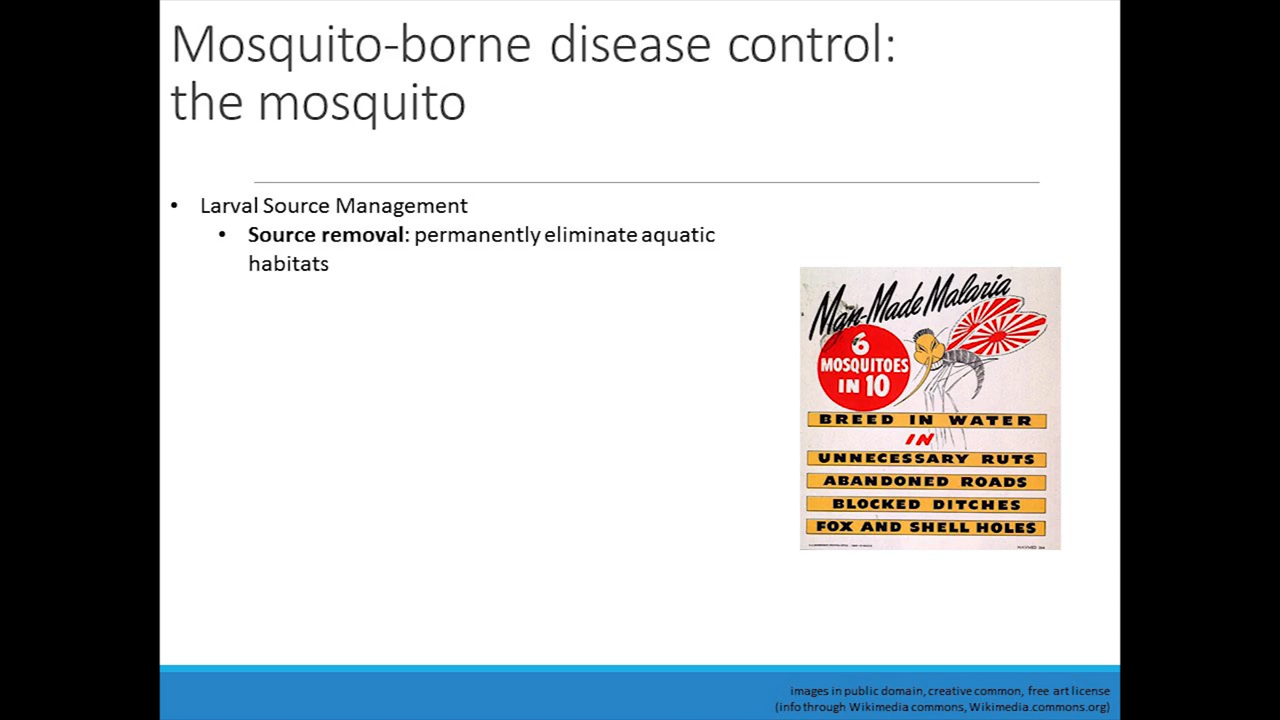 Mosquito-borne disease control:
the mosquito
• Larval Source Management
• Source removal: permanently eliminate aquatic
habitats
Man-Made Malaria
6
MOSQUITOES
IN 10
BREED IN WATER
IN
UNNECESSARY RUTS
ABANDONED ROADS
BLOCKED DITCHES
FOX AND SHELL HOLES
images in public domain, creative common, free art license
(info through Wikimedia commons, Wikimedia.commons.org)